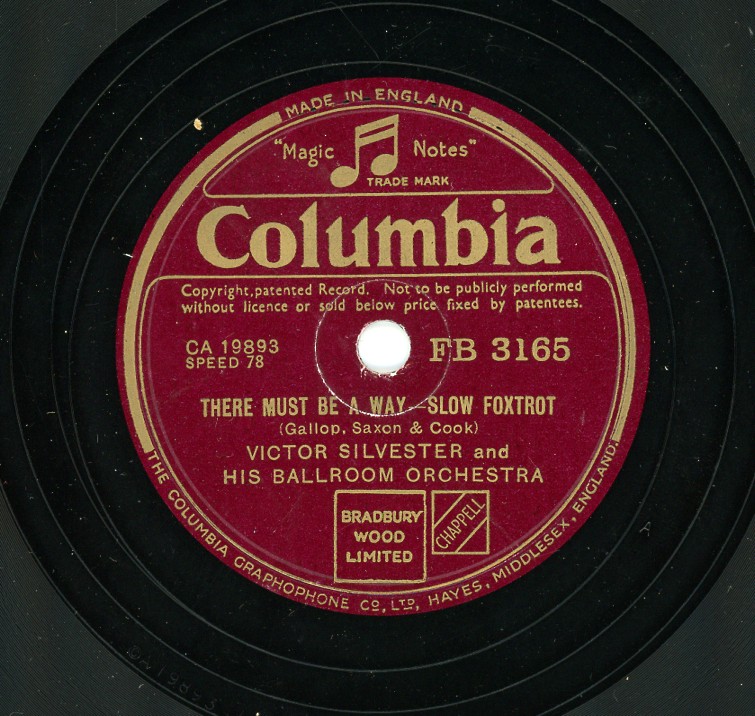 MADE IN ENGLAND
"Magic Notes"
TRADE MARK
Columbia
Copyright, patented Record. Not to be publicly performed
without licence or sold below price fixed by patentees.
CA 19893
SPEED 78
FB 3165
THERE MUST BE A WAY—SLOW FOXTROT
(Gallop, Saxon & Cook)
VICTOR SILVESTER and
HIS BALLROOM ORCHESTRA
BRADBURY
WOOD
LIMITED
CHAPPELL
THE COLUMBIA GRAPHOPHONE CO, LTD, HAYES, MIDDLESEX, ENGLAND.
CA19893